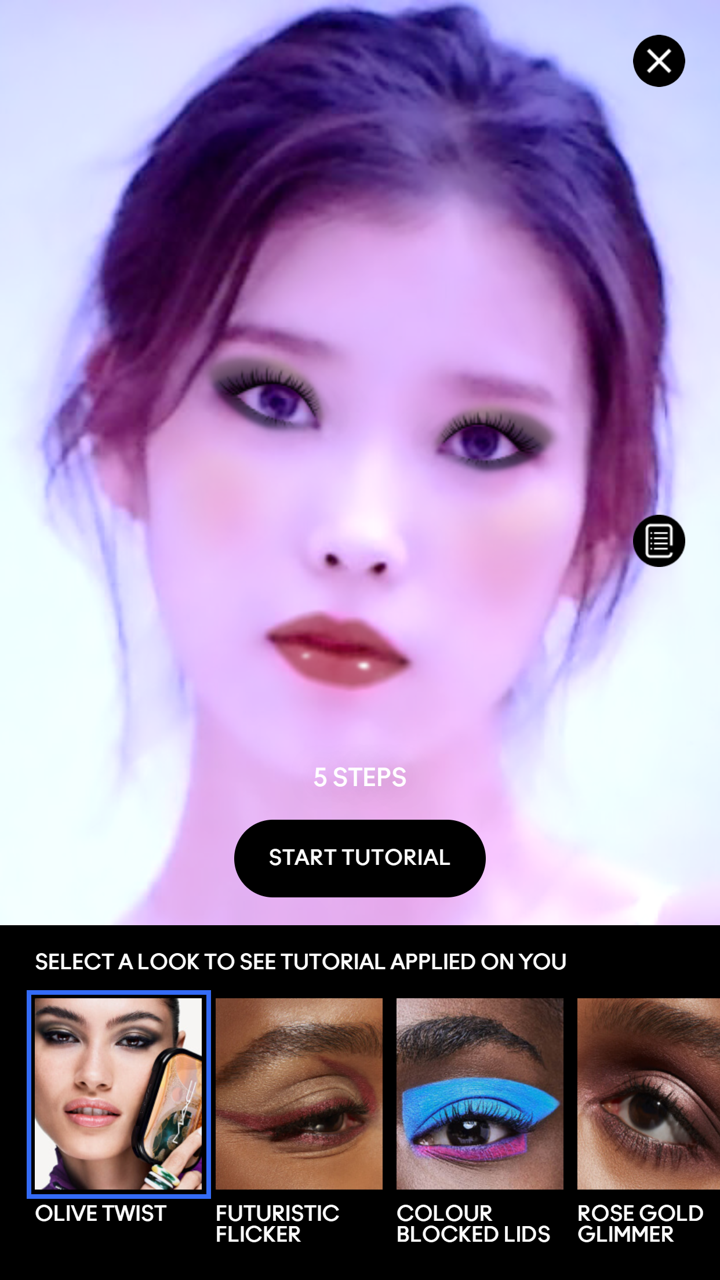 5 STEPS
START TUTORIAL
SELECT A LOOK TO SEE TUTORIAL APPLIED ON YOU
MAC
OLIVE TWIST
FUTURISTIC
FLICKER
COLOUR
BLOCKED LIDS
ROSE GOLD
GLIMMER